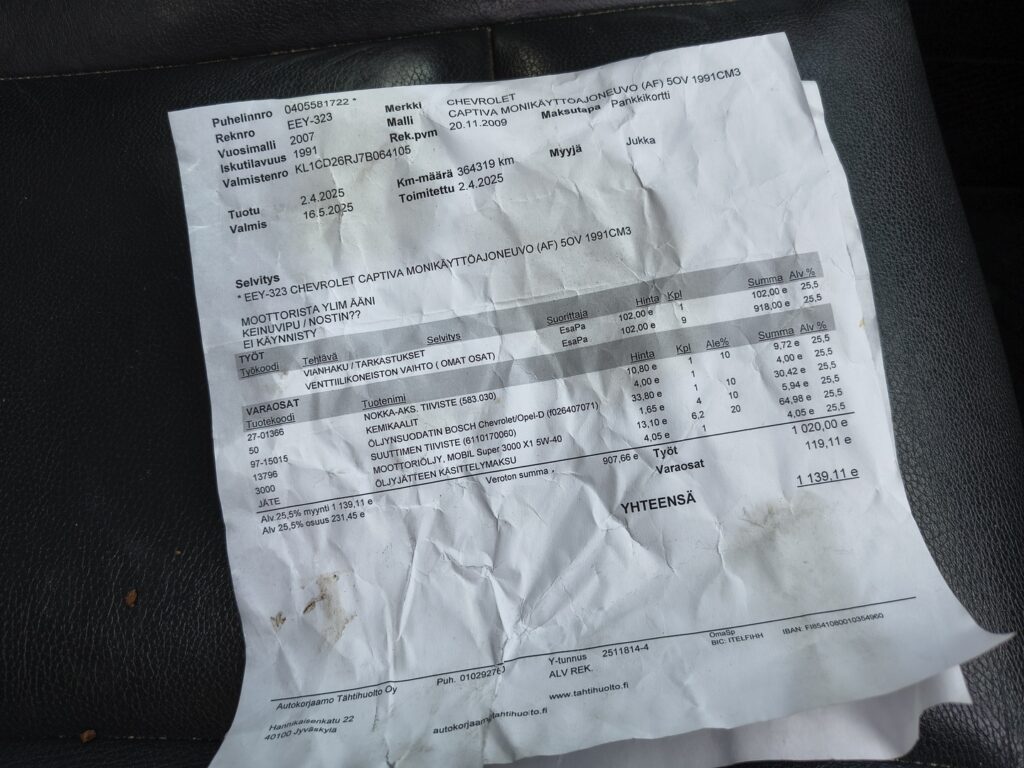 Puhelinnro 0405581722 * Merkki CHEVROLET
Reknro EEY-323 Malli CAPTIVA MONIKÄYTTÖAJONEUVO (AF) 5OV 1991CM3
Vuosimalli 2007 Rek.pvm 20.11.2009 Maksutapa Pankkikortti
Iskutilavuus 1991
Valmistenro KL1CD26RJ7B064105
Km-määrä 364319 km Myyjä Jukka
Tuotu 2.4.2025 Toimitettu 2.4.2025
Valmis 16.5.2025
Selvitys
* EEY-323 CHEVROLET CAPTIVA MONIKÄYTTÖAJONEUVO (AF) 5OV 1991CM3
MOOTTORISTA YLIM ÄÄNI
KEINUVIPU / NOSTIN??
EI KÄYNNISTY
TYÖT
Työkoodi Tehtävä Selvitys Suorittaja Hinta Kpl Summa Alv %
VIANHAKU / TARKASTUKSET EsaPa 102,00 e 1 102,00 e 25,5
VENTTIILIKONEISTON VAIHTO ( OMAT OSAT) EsaPa 102,00 e 9 918,00 e 25,5
VARAOSAT
Tuotekoodi Tuotenimi Hinta Kpl Ale% Summa Alv %
27-01366 NOKKA-AKS. TIIVISTE (583.030) 10,80 e 1 10 9,72 e 25,5
50 KEMIKAALIT 4,00 e 1 4,00 e 25,5
97-15015 ÖLJYNSUODATIN BOSCH Chevrolet/Opel-D (f026407071) 33,80 e 1 10 30,42 e 25,5
13796 SUUTTIMEN TIIVISTE (6110170060) 1,65 e 4 10 5,94 e 25,5
3000 MOOTTORIÖLJY, MOBIL Super 3000 X1 5W-40 13,10 e 6,2 20 64,98 e 25,5
JÄTE ÖLJYJÄTTEEN KÄSITTELYMAKSU 4,05 e 1 4,05 e 25,5
Alv 25,5% myynti 1 139,11 e Veroton summa 907,66 e Työt 1 020,00 e
Alv 25,5% osuus 231,45 e Varaosat 119,11 e
YHTEENSÄ 1 139,11 e
Autokorjaamo Tähtihuolto Oy Puh. Y-tunnus 2511814-4 OmaSp IBAN: FI8541080010354960
ALV REK. BIC: ITELFIHH
Hannikaisenkatu 22 www.tahtihuolto.fi
40100 Jyväskylä autokorjaamo@tahtihuolto.fi